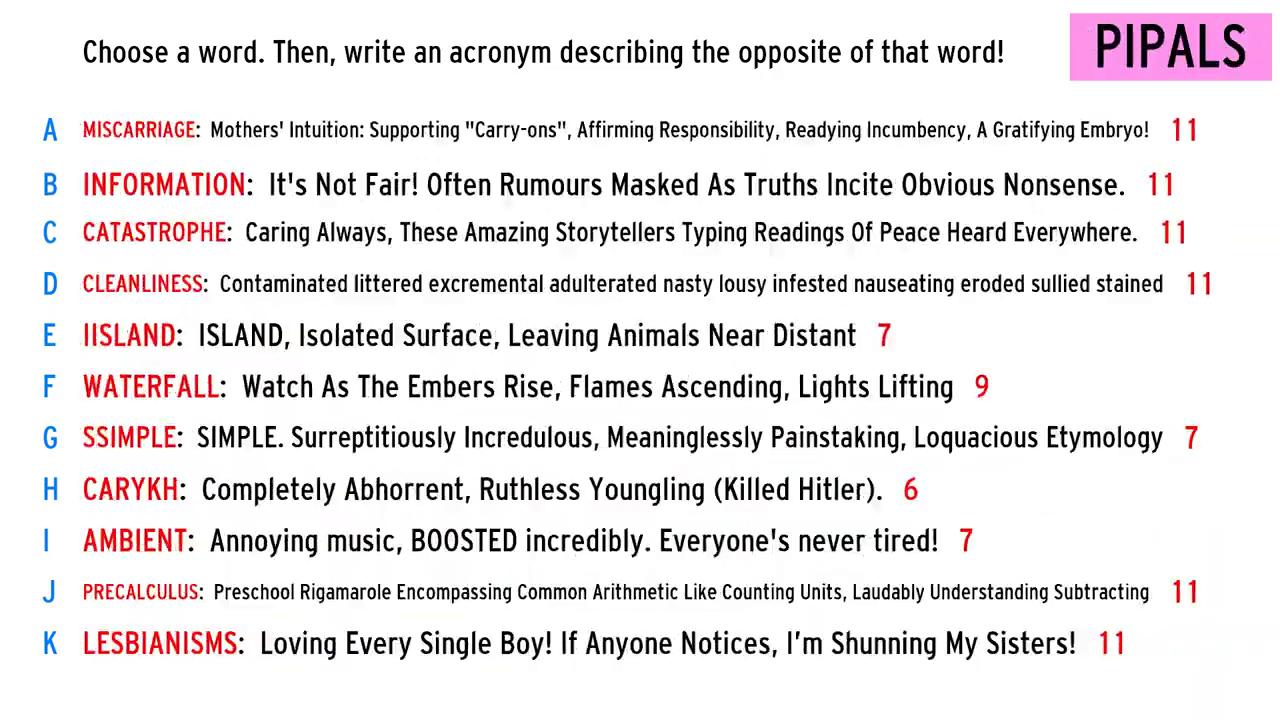 Choose a word. Then, write an acronym describing the opposite of that word!
PIPALS
A MISCARRIAGE: Mothers' Intuition: Supporting "Carry-ons", Affirming Responsibility, Readying Incumbency, A Gratifying Embryo! 11
B INFORMATION: It's Not Fair! Often Rumours Masked As Truths Incite Obvious Nonsense. 11
C CATASTROPHE: Caring Always, These Amazing Storytellers Typing Readings Of Peace Heard Everywhere. 11
D CLEANLINESS: Contaminated littered excremental adulterated nasty lousy infested nauseating eroded sullied stained 11
E IISLAND: ISLAND, Isolated Surface, Leaving Animals Near Distant 7
F WATERFALL: Watch As The Embers Rise, Flames Ascending, Lights Lifting 9
G SSIMPLE: SIMPLE. Surreptitiously Incredulous, Meaninglessly Painstaking, Loquacious Etymology 7
H CARYKH: Completely Abhorrent, Ruthless Youngling (Killed Hitler). 6
I AMBIENT: Annoying music, BOOSTED incredibly. Everyone's never tired! 7
J PRECALCULUS: Preschool Rigamarole Encompassing Common Arithmetic Like Counting Units, Laudably Understanding Subtracting 11
K LESBIANISMS: Loving Every Single Boy! If Anyone Notices, I’m Shunning My Sisters! 11